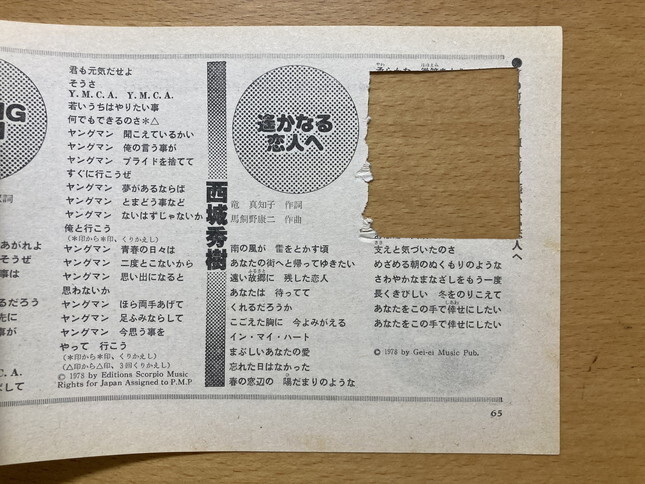 NG
詞
あがれよ
そうぜ
事は
るだろう
先に
事が
C. A.
して
君も元気だせよ
そうさ
Y. M. C. A. Y. M. C. A.
若いうちはやりたい事
何でもできるのさ＊△
ヤングマン 聞こえているかい
ヤングマン 俺の言う事が
ヤングマン プライドを捨てて
すぐに行こうぜ
ヤングマン 夢があるならば
ヤングマン とまどう事など
ヤングマン ないはずじゃないか
俺と行こう
(＊印から＊印、くりかえし)
ヤングマン 青春の日々は
ヤングマン 二度とこないから
ヤングマン 思い出になると
思わないか
ヤングマン ほら両手あげて
ヤングマン 足ふみならして
ヤングマン 今思う事を
やって 行こう
(＊印から＊印、くりかえし)
(△印から△印、3回くりかえし)
© 1978 by Editions Scorpio Music
Rights for Japan Assigned to P.M.P
西城秀樹
遥かなる
恋人へ
竜 真知子 作詞
馬飼野康二 作曲
南の風が 雪をとかす頃
あなたの街へと帰ってゆきたい
遠い故郷に 残した恋人
あなたは 待ってて
くれるだろうか
こごえた胸に 今よみがえる
イン・マイ・ハート
まぶしいあなたの愛
忘れた日はなかった
春の窓辺の 陽だまりのような
支えと気づいたのさ
めざめる朝のぬくもりのような
さわやかなまなざしをもう一度
長くきびしい 冬をのりこえて
あなたをこの手で倖せにしたい
あなたをこの手で倖せにしたい
© 1978 by Gei-ei Music Pub.
人へ
65